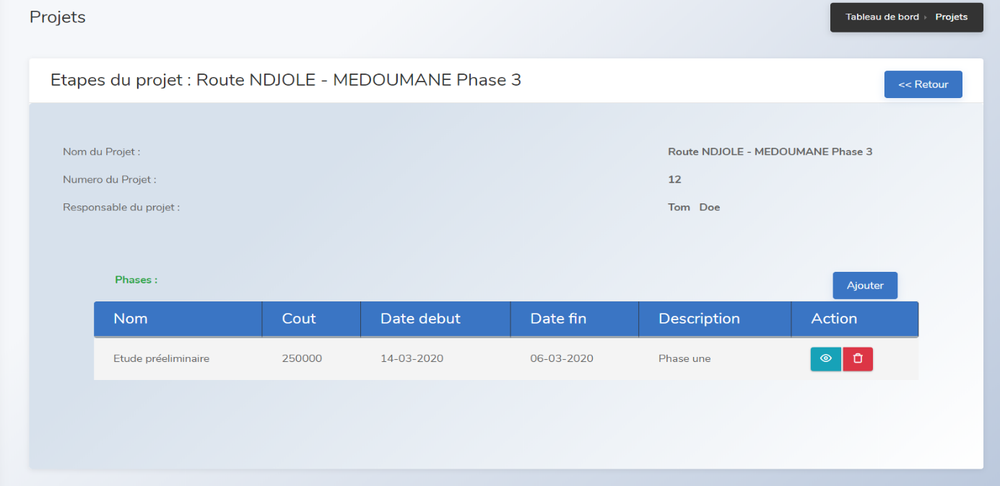 Projets
Tableau de bord › Projets
Etapes du projet : Route NDJOLE - MEDOUMANE Phase 3
<< Retour
Nom du Projet : Route NDJOLE - MEDOUMANE Phase 3
Numero du Projet : 12
Responsable du projet : Tom Doe
Phases :
Ajouter
Nom Cout Date debut Date fin Description Action
Etude préeliminaire 250000 14-03-2020 06-03-2020 Phase une